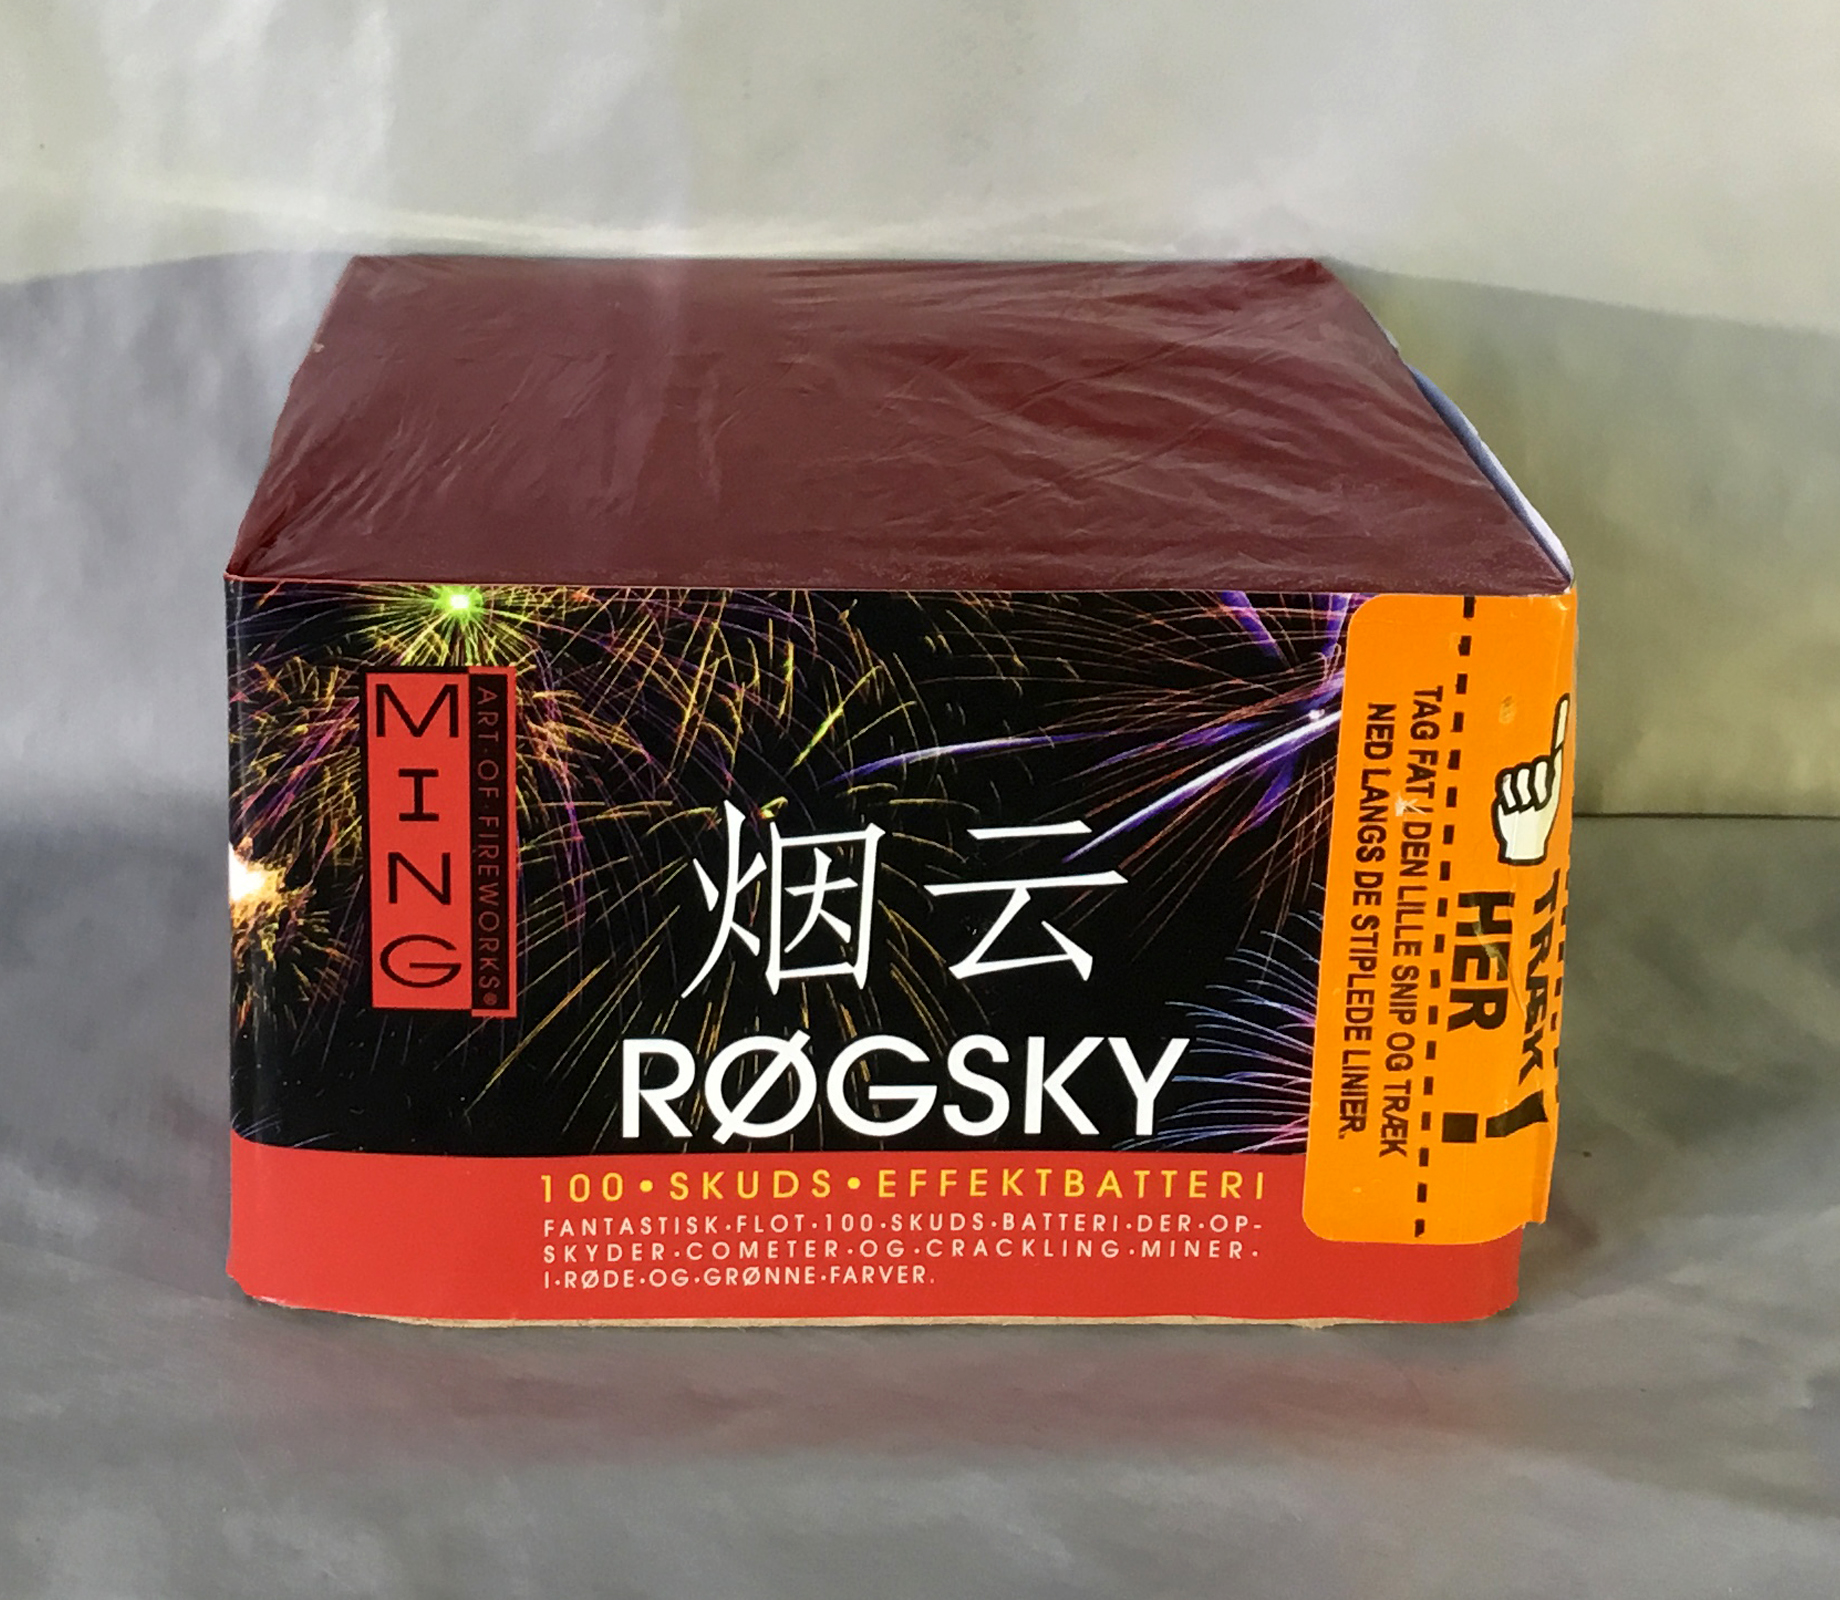 MING
ART·OF·FIREWORKS®
烟云
RØGSKY
100•SKUDS•EFFEKTBATTERI
FANTASTISK·FLOT·100·SKUDS·BATTERI·DER·OP-
SKYDER·COMETER·OG·CRACKLING·MINER·
I·RØDE·OG·GRØNNE·FARVER.
TRÆK
HER!
TAG FAT I DEN LILLE SNIP OG TRÆK
NED LANGS DE STIPLEDE LINIER.